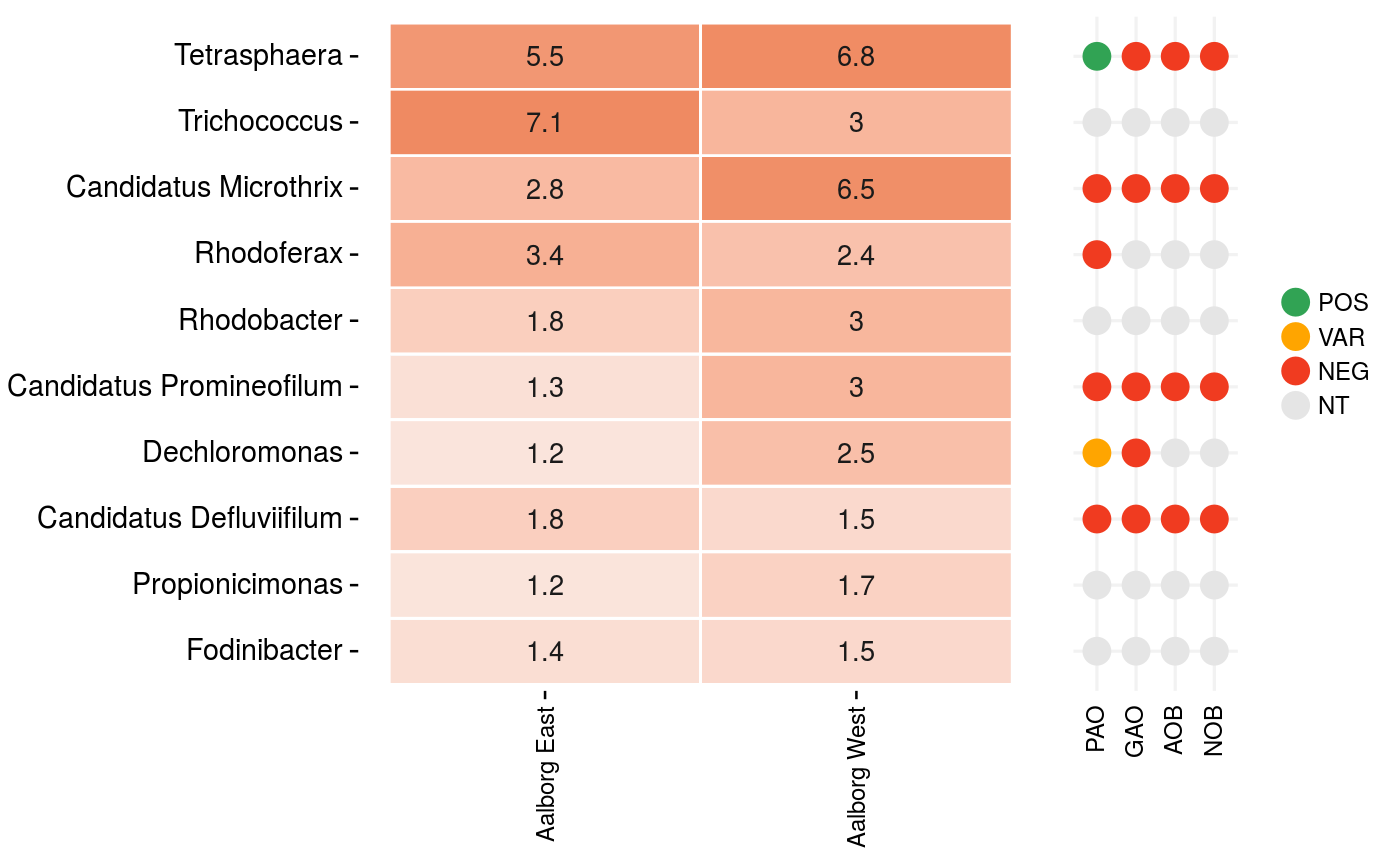 Tetrasphaera 5.5 6.8
Trichococcus 7.1 3
Candidatus Microthrix 2.8 6.5
Rhodoferax 3.4 2.4
Rhodobacter 1.8 3
Candidatus Promineofilum 1.3 3
Dechloromonas 1.2 2.5
Candidatus Defluviifilum 1.8 1.5
Propionicimonas 1.2 1.7
Fodinibacter 1.4 1.5
Aalborg East
Aalborg West
PAO
GAO
AOB
NOB
POS
VAR
NEG
NT